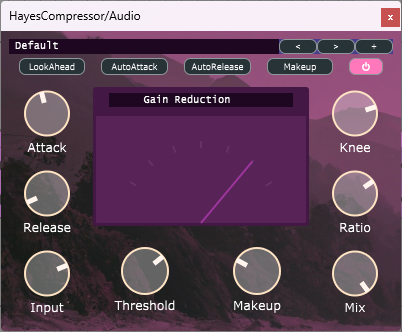 HayesCompressor/Audio
x
Default
< > +
LookAhead AutoAttack AutoRelease Makeup
Gain Reduction
Attack Knee
Release Ratio
Input Threshold Makeup Mix